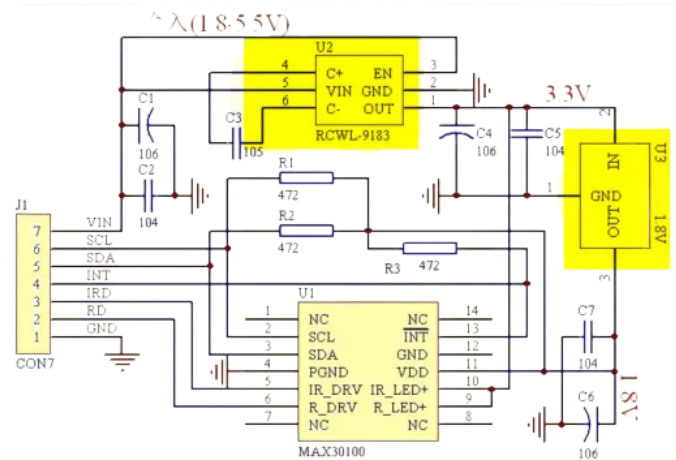 入(1.8-5.5V)
U2
4 C+ EN 3
5 VIN GND 2
6 C- OUT 1
RCWL-9183
3.3V
C1
106
C2
104
C3
105
C4
106
C5
104
2
U3
IN
1 GND
OUT
1.8V
3
R1
472
R2
472
R3
472
J1
7 VIN
6 SCL
5 SDA
4 INT
3 IRD
2 RD
1 GND
CON7
U1
1 NC NC 14
2 SCL INT 13
3 SDA GND 12
4 PGND VDD 11
5 IR_DRV IR_LED+ 10
6 R_DRV R_LED+ 9
7 NC NC 8
MAX30100
C7
104
1.8V
C6
106